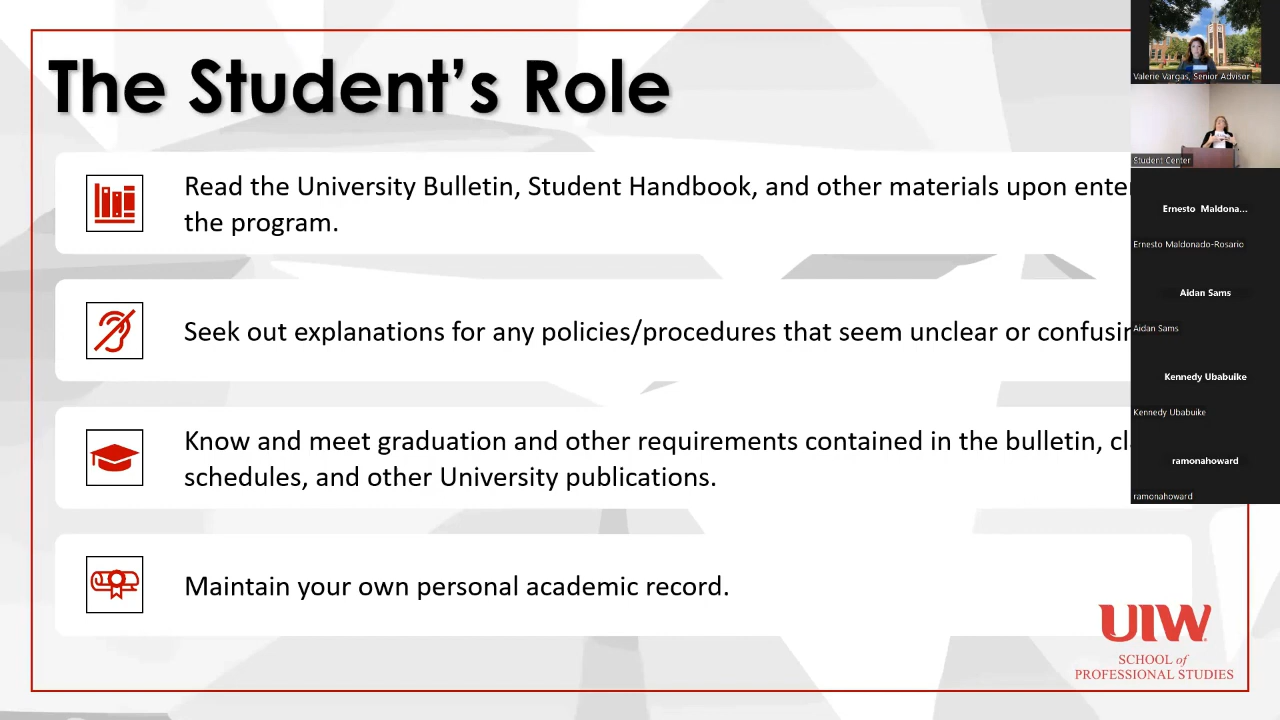 The Student's Role
Read the University Bulletin, Student Handbook, and other materials upon
the program.
Seek out explanations for any policies/procedures that seem unclear or
Know and meet graduation and other requirements contained in the bulletin,
schedules, and other University publications.
Maintain your own personal academic record.
UIW
SCHOOL of
PROFESSIONAL STUDIES
Valerie Vargas, Senior Advisor
Student Center
Ernesto Maldona...
Ernesto Maldonado-Rosario
Aidan Sams
Aidan Sams
Kennedy Ubabuike
Kennedy Ubabuike
ramonahoward
ramonahoward